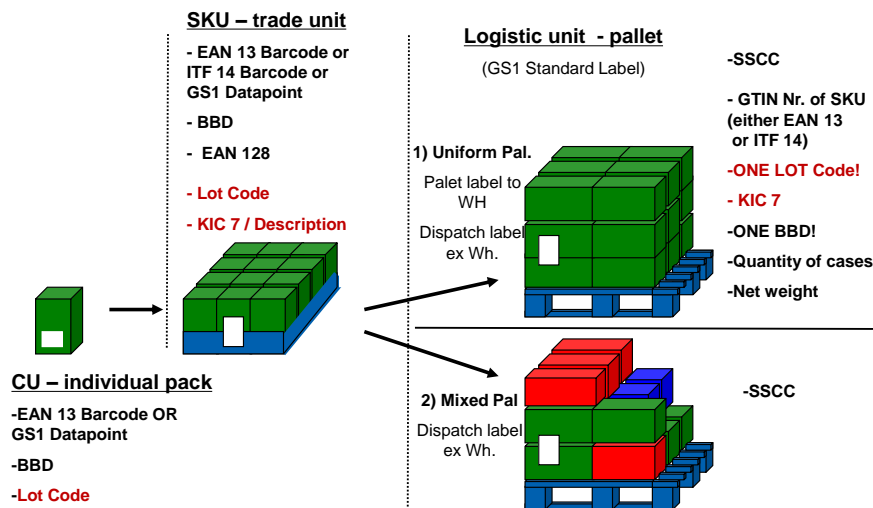 SKU – trade unit
- EAN 13 Barcode or
ITF 14 Barcode or
GS1 Datapoint
- BBD
- EAN 128
- Lot Code
- KIC 7 / Description
CU – individual pack
-EAN 13 Barcode OR
GS1 Datapoint
-BBD
-Lot Code
Logistic unit - pallet
(GS1 Standard Label)
1) Uniform Pal.
Palet label to
WH
Dispatch label
ex Wh.
-SSCC
- GTIN Nr. of SKU
(either EAN 13
or ITF 14)
-ONE LOT Code!
- KIC 7
-ONE BBD!
-Quantity of cases
-Net weight
2) Mixed Pal
Dispatch label
ex Wh.
-SSCC